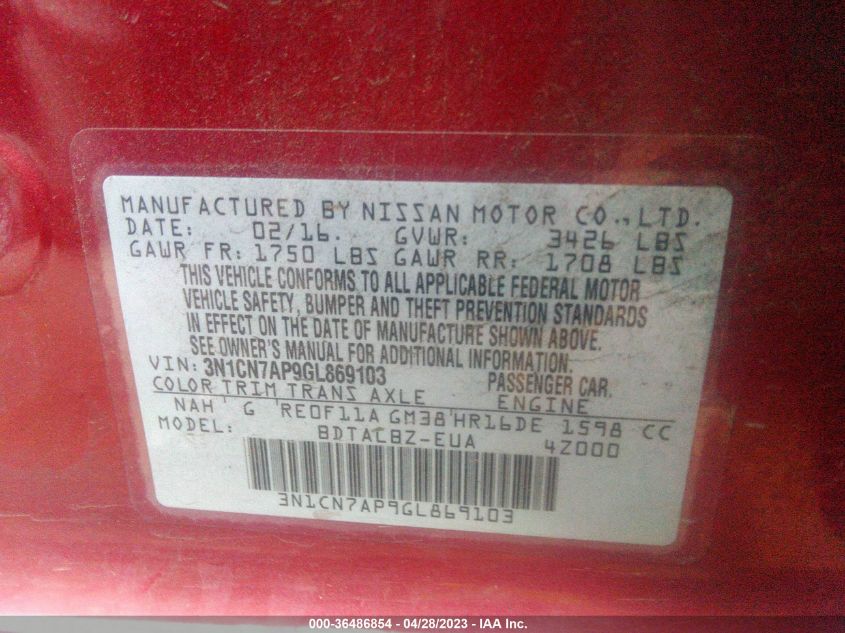 MANUFACTURED BY NISSAN MOTOR CO., LTD.
DATE: 02/16. GVWR: 3426 LBS
GAWR FR: 1750 LBS GAWR RR: 1708 LBS
THIS VEHICLE CONFORMS TO ALL APPLICABLE FEDERAL MOTOR
VEHICLE SAFETY, BUMPER AND THEFT PREVENTION STANDARDS
IN EFFECT ON THE DATE OF MANUFACTURE SHOWN ABOVE.
SEE OWNER MANUAL FOR ADDITIONAL INFORMATION.
VIN: 3N1CN7AP9GL869103 PASSENGER CAR.
COLOR TRIM TRANS AXLE ENGINE
NAH ' G 'RE0F11A GM38'HR16DE 1598 CC
MODEL: BDTALBZ-EUA 4Z000
3N1CN7AP9GL869103
000-36486854 / 04/28/2023 - IAA Inc.